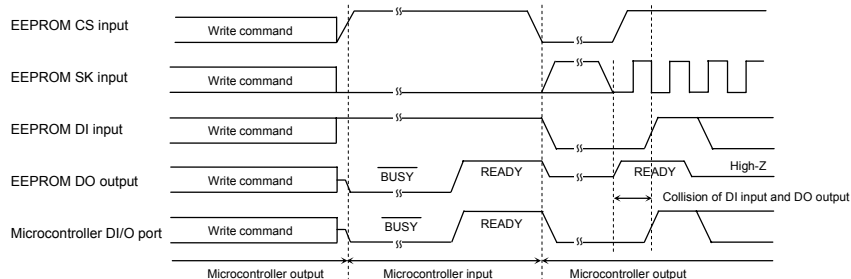 EEPROM CS input
Write command
EEPROM SK input
Write command
EEPROM DI input
Write command
EEPROM DO output
Write command
BUSY
READY
READY
High-Z
Collision of DI input and DO output
Microcontroller DI/O port
Write command
BUSY
READY
Microcontroller output
Microcontroller input
Microcontroller output